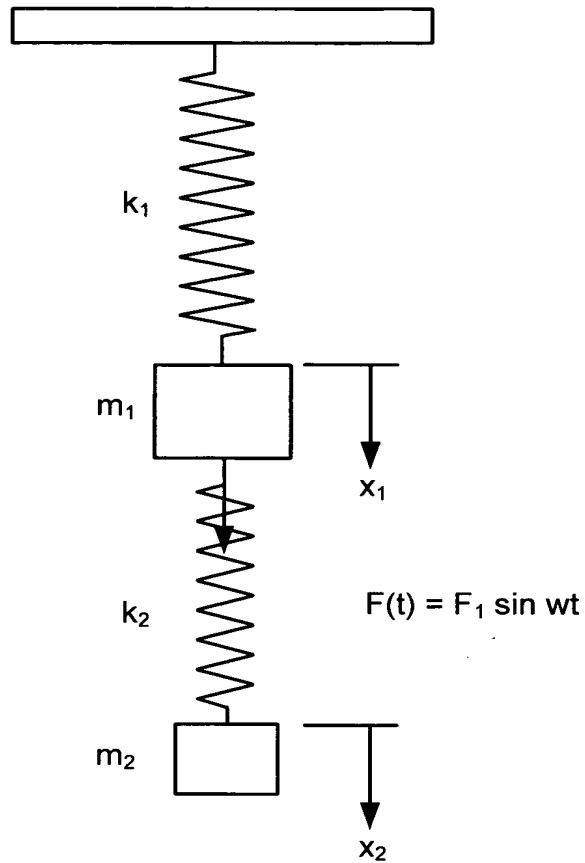 k₁
m₁
x₁
F(t) = F₁ sin wt
k₂
m₂
x₂